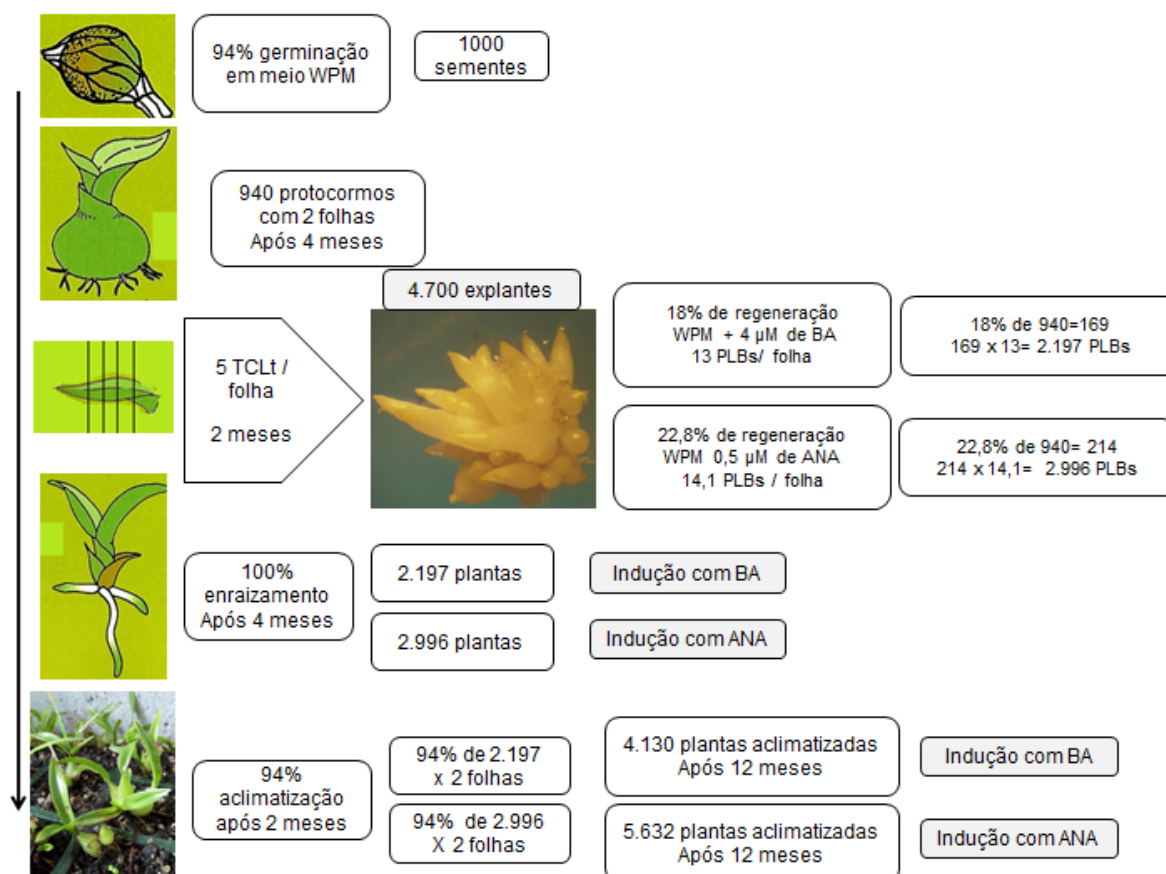 94% germinação
em meio WPM
1000
sementes
940 protocormos
com 2 folhas
Após 4 meses
4.700 explantes
5 TCLt /
folha
2 meses
18% de regeneração
WPM + 4 µM de BA
13 PLBs/ folha
18% de 940=169
169 x 13= 2.197 PLBs
22,8% de regeneração
WPM 0,5 µM de ANA
14,1 PLBs / folha
22,8% de 940= 214
214 x 14,1= 2.996 PLBs
100%
enraizamento
Após 4 meses
2.197 plantas
Indução com BA
2.996 plantas
Indução com ANA
94%
aclimatização
após 2 meses
94% de 2.197
x 2 folhas
4.130 plantas aclimatizadas
Após 12 meses
Indução com BA
94% de 2.996
X 2 folhas
5.632 plantas aclimatizadas
Após 12 meses
Indução com ANA